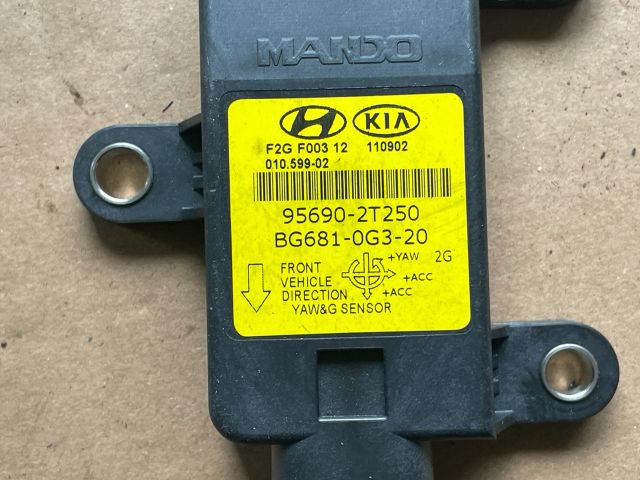 MANDO
KIA
F2G F003 12 110902
010.599-02
95690-2T250
BG681-0G3-20
+YAW 2G
FRONT
VEHICLE +ACC
DIRECTION +ACC
YAW&G SENSOR